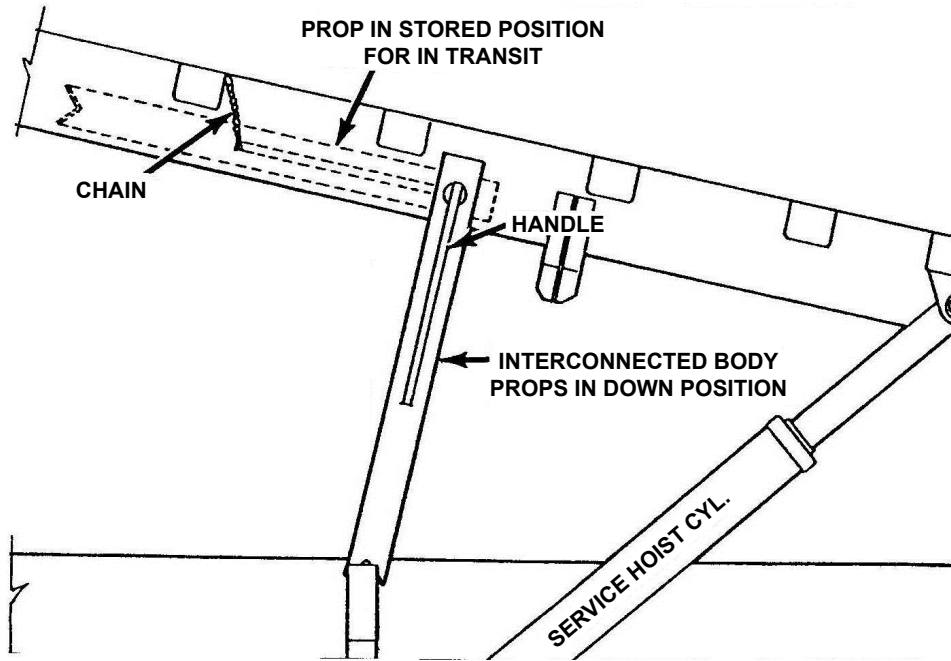 PROP IN STORED POSITION
FOR IN TRANSIT
CHAIN
HANDLE
INTERCONNECTED BODY
PROPS IN DOWN POSITION
SERVICE HOIST CYL.